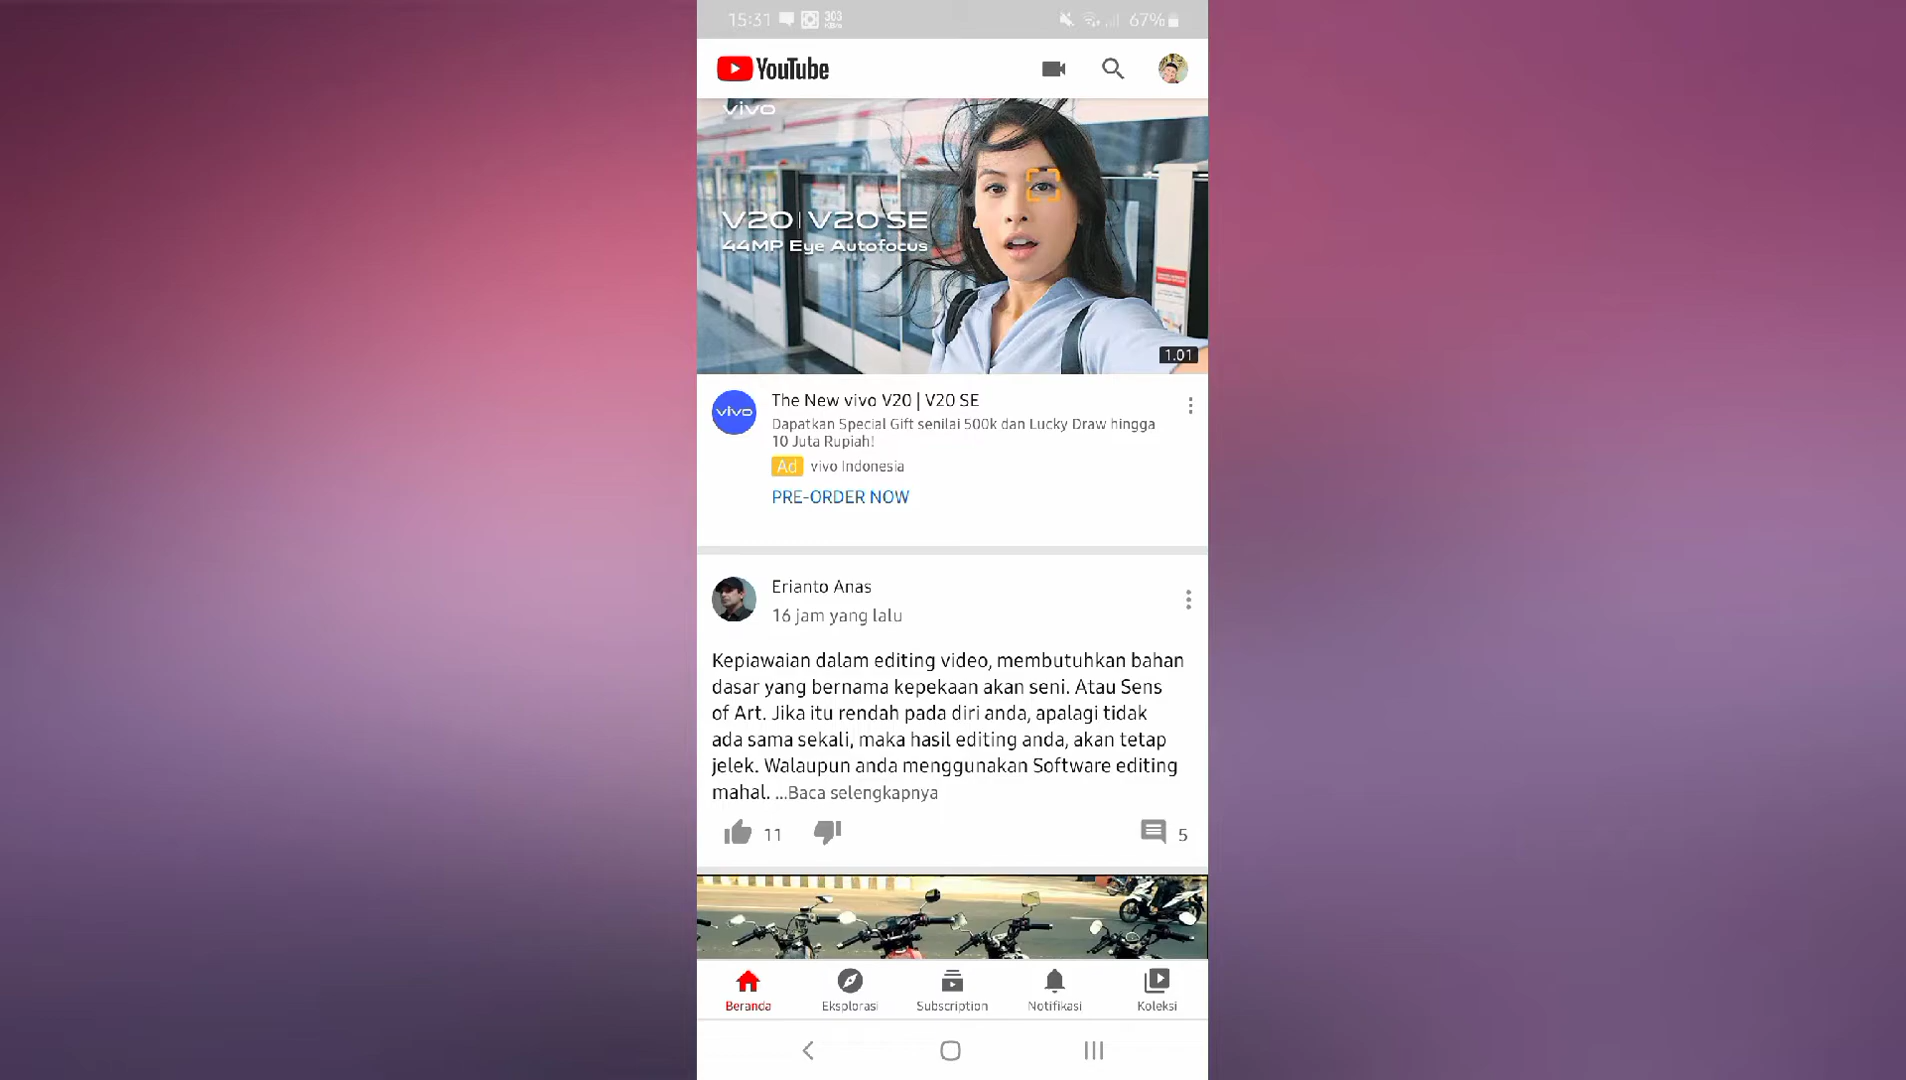 15:31 303 KB/s 67%
YouTube
vivo
V20 | V20 SE
44MP Eye Autofocus
1.01
vivo
The New vivo V20 | V20 SE
Dapatkan Special Gift senilai 500k dan Lucky Draw hingga
10 Juta Rupiah!
Ad vivo Indonesia
PRE-ORDER NOW
Erianto Anas
16 jam yang lalu
Kepiawaian dalam editing video, membutuhkan bahan
dasar yang bernama kepekaan akan seni. Atau Sens
of Art. Jika itu rendah pada diri anda, apalagi tidak
ada sama sekali, maka hasil editing anda, akan tetap
jelek. Walaupun anda menggunakan Software editing
mahal. ...Baca selengkapnya
11 5
Beranda Eksplorasi Subscription Notifikasi Koleksi